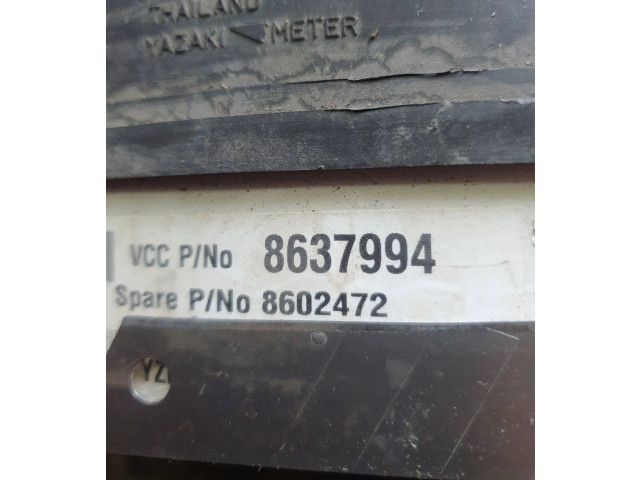 THAILAND
YAZAKI METER
VCC P/No 8637994
Spare P/No 8602472
YZ